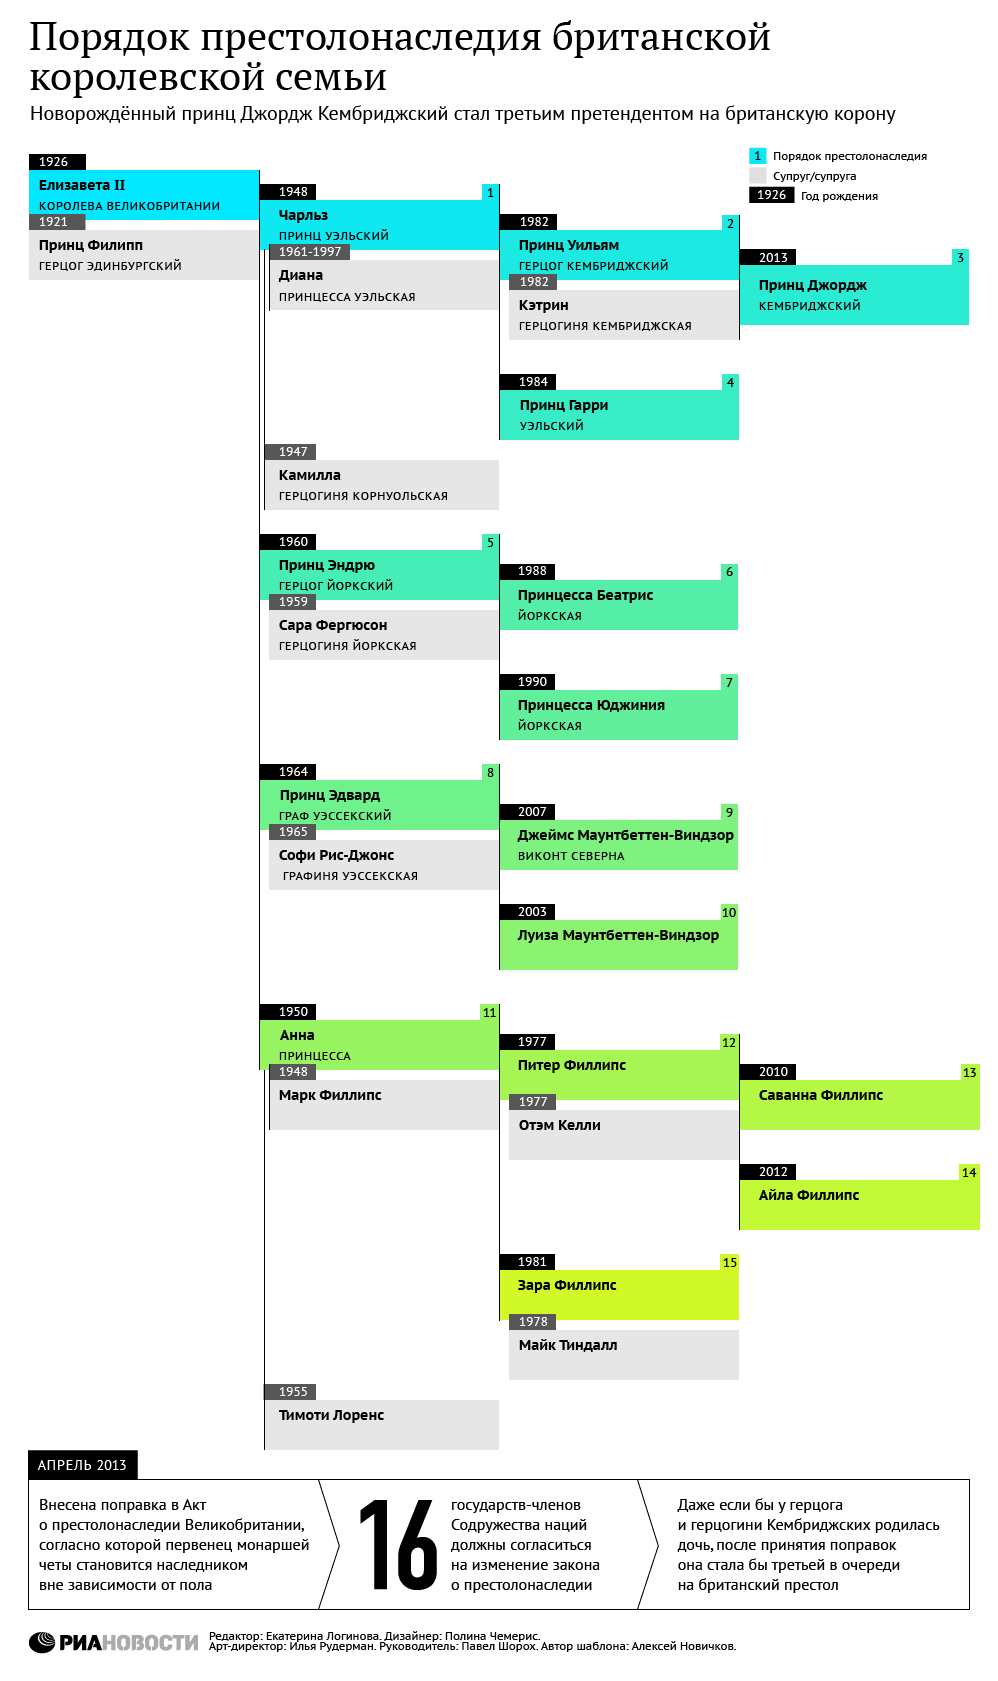 Порядок престолонаследия британской
королевской семьи
Новорождённый принц Джордж Кембриджский стал третьим претендентом на британскую корону
1 Порядок престолонаследия
Супруг/супруга
1926 Год рождения
1926
Елизавета II
КОРОЛЕВА ВЕЛИКОБРИТАНИИ
1921
Принц Филипп
ГЕРЦОГ ЭДИНБУРГСКИЙ
1948 1
Чарльз
ПРИНЦ УЭЛЬСКИЙ
1961-1997
Диана
ПРИНЦЕССА УЭЛЬСКАЯ
1982 2
Принц Уильям
ГЕРЦОГ КЕМБРИДЖСКИЙ
1982
Кэтрин
ГЕРЦОГИНЯ КЕМБРИДЖСКАЯ
2013 3
Принц Джордж
КЕМБРИДЖСКИЙ
1984 4
Принц Гарри
УЭЛЬСКИЙ
1947
Камилла
ГЕРЦОГИНЯ КОРНУОЛЬСКАЯ
1960 5
Принц Эндрю
ГЕРЦОГ ЙОРКСКИЙ
1959
Сара Фергюсон
ГЕРЦОГИНЯ ЙОРКСКАЯ
1988 6
Принцесса Беатрис
ЙОРКСКАЯ
1990 7
Принцесса Юджиния
ЙОРКСКАЯ
1964 8
Принц Эдвард
ГРАФ УЭССЕКСКИЙ
1965
Софи Рис-Джонс
ГРАФИНЯ УЭССЕКСКАЯ
2007 9
Джеймс Маунтбеттен-Виндзор
ВИКОНТ СЕВЕРНА
2003 10
Луиза Маунтбеттен-Виндзор
1950 11
Анна
ПРИНЦЕССА
1948
Марк Филлипс
1977 12
Питер Филлипс
1977
Отэм Келли
2010 13
Саванна Филлипс
2012 14
Айла Филлипс
1981 15
Зара Филлипс
1978
Майк Тиндалл
1955
Тимоти Лоренс
АПРЕЛЬ 2013
Внесена поправка в Акт
о престолонаследии Великобритании,
согласно которой первенец монаршей
четы становится наследником
вне зависимости от пола
16
государств-членов
Содружества наций
должны согласиться
на изменение закона
о престолонаследии
Даже если бы у герцога
и герцогини Кембриджских родилась
дочь, после принятия поправок
она стала бы третьей в очереди
на британский престол
РИАНОВОСТИ
Редактор: Екатерина Логинова. Дизайнер: Полина Чемерис.
Арт-директор: Илья Рудерман. Руководитель: Павел Шорох. Автор шаблона: Алексей Новичков.